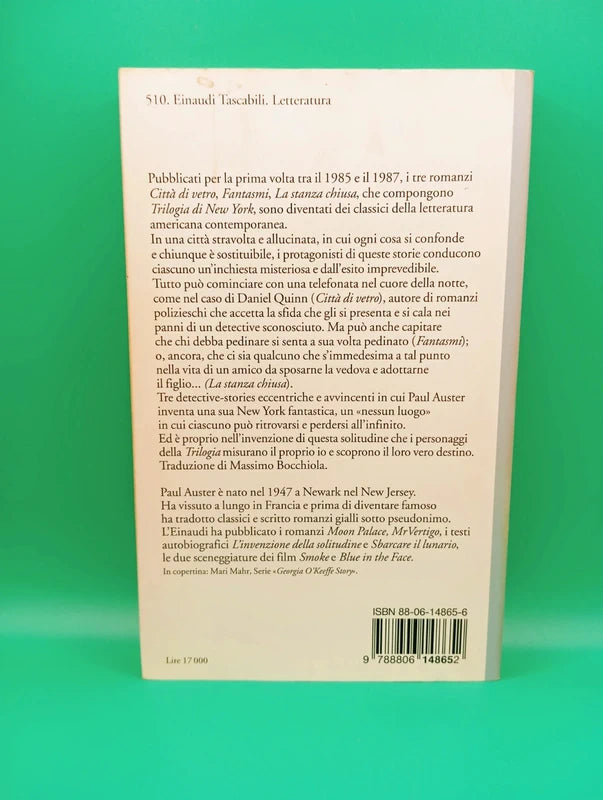 510. Einaudi Tascabili. Letteratura
Pubblicati per la prima volta tra il 1985 e il 1987, i tre romanzi
Città di vetro, Fantasmi, La stanza chiusa, che compongono
Trilogia di New York, sono diventati dei classici della letteratura
americana contemporanea.
In una città stravolta e allucinata, in cui ogni cosa si confonde
e chiunque è sostituibile, i protagonisti di queste storie conducono
ciascuno un'inchiesta misteriosa e dall'esito imprevedibile.
Tutto può cominciare con una telefonata nel cuore della notte,
come nel caso di Daniel Quinn (Città di vetro), autore di romanzi
polizieschi che accetta la sfida che gli si presenta e si cala nei
panni di un detective sconosciuto. Ma può anche capitare
che chi debba pedinare si senta a sua volta pedinato (Fantasmi);
o, ancora, che ci sia qualcuno che s'immedesima a tal punto
nella vita di un amico da sposarne la vedova e adottarne
il figlio... (La stanza chiusa).
Tre detective-stories eccentriche e avvincenti in cui Paul Auster
inventa una sua New York fantastica, un «nessun luogo»
in cui ciascuno può ritrovarsi e perdersi all'infinito.
Ed è proprio nell'invenzione di questa solitudine che i personaggi
della Trilogia misurano il proprio io e scoprono il loro vero destino.
Traduzione di Massimo Bocchiola.
Paul Auster è nato nel 1947 a Newark nel New Jersey.
Ha vissuto a lungo in Francia e prima di diventare famoso
ha tradotto classici e scritto romanzi gialli sotto pseudonimo.
L'Einaudi ha pubblicato i romanzi Moon Palace, Mr Vertigo, i testi
autobiografici L'invenzione della solitudine e Sbarcare il lunario,
le due sceneggiature dei film Smoke e Blue in the Face.
In copertina: Mari Mahr, Serie «Georgia O'Keeffe Story».
ISBN 88-06-14865-6
9 788806 148652
Lire 17 000